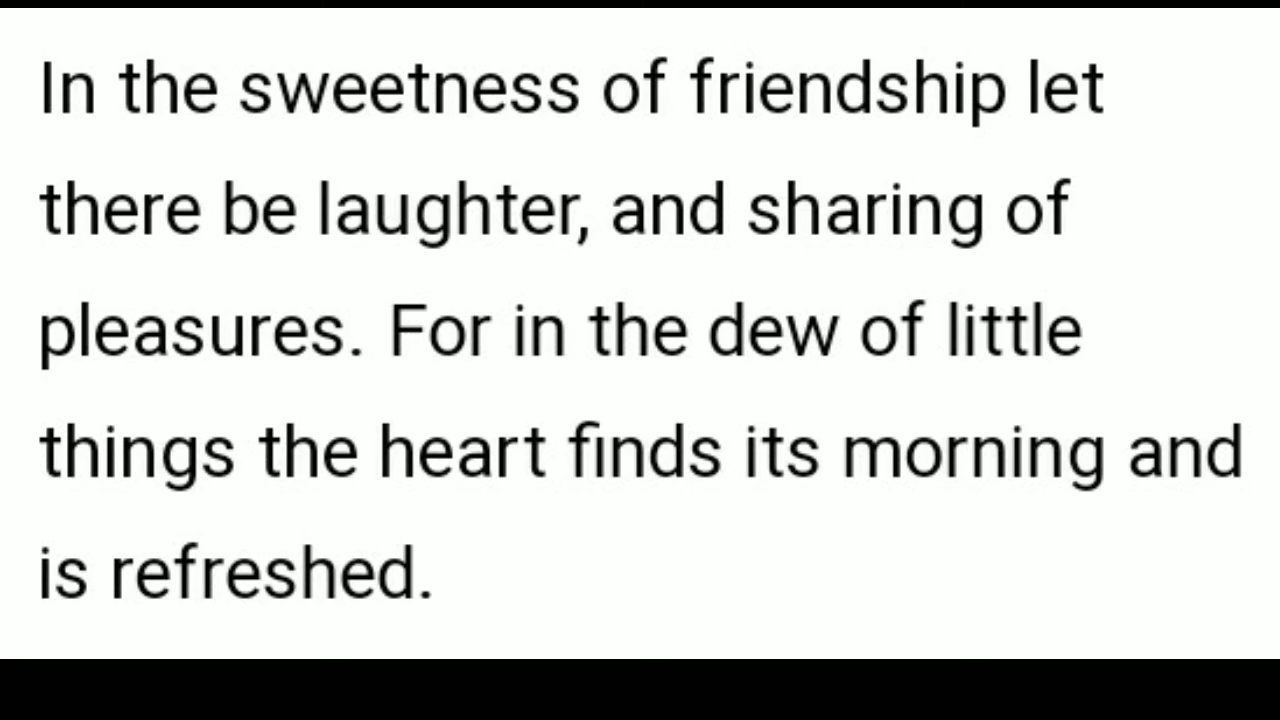 In the sweetness of friendship let
there be laughter, and sharing of
pleasures. For in the dew of little
things the heart finds its morning and
is refreshed.